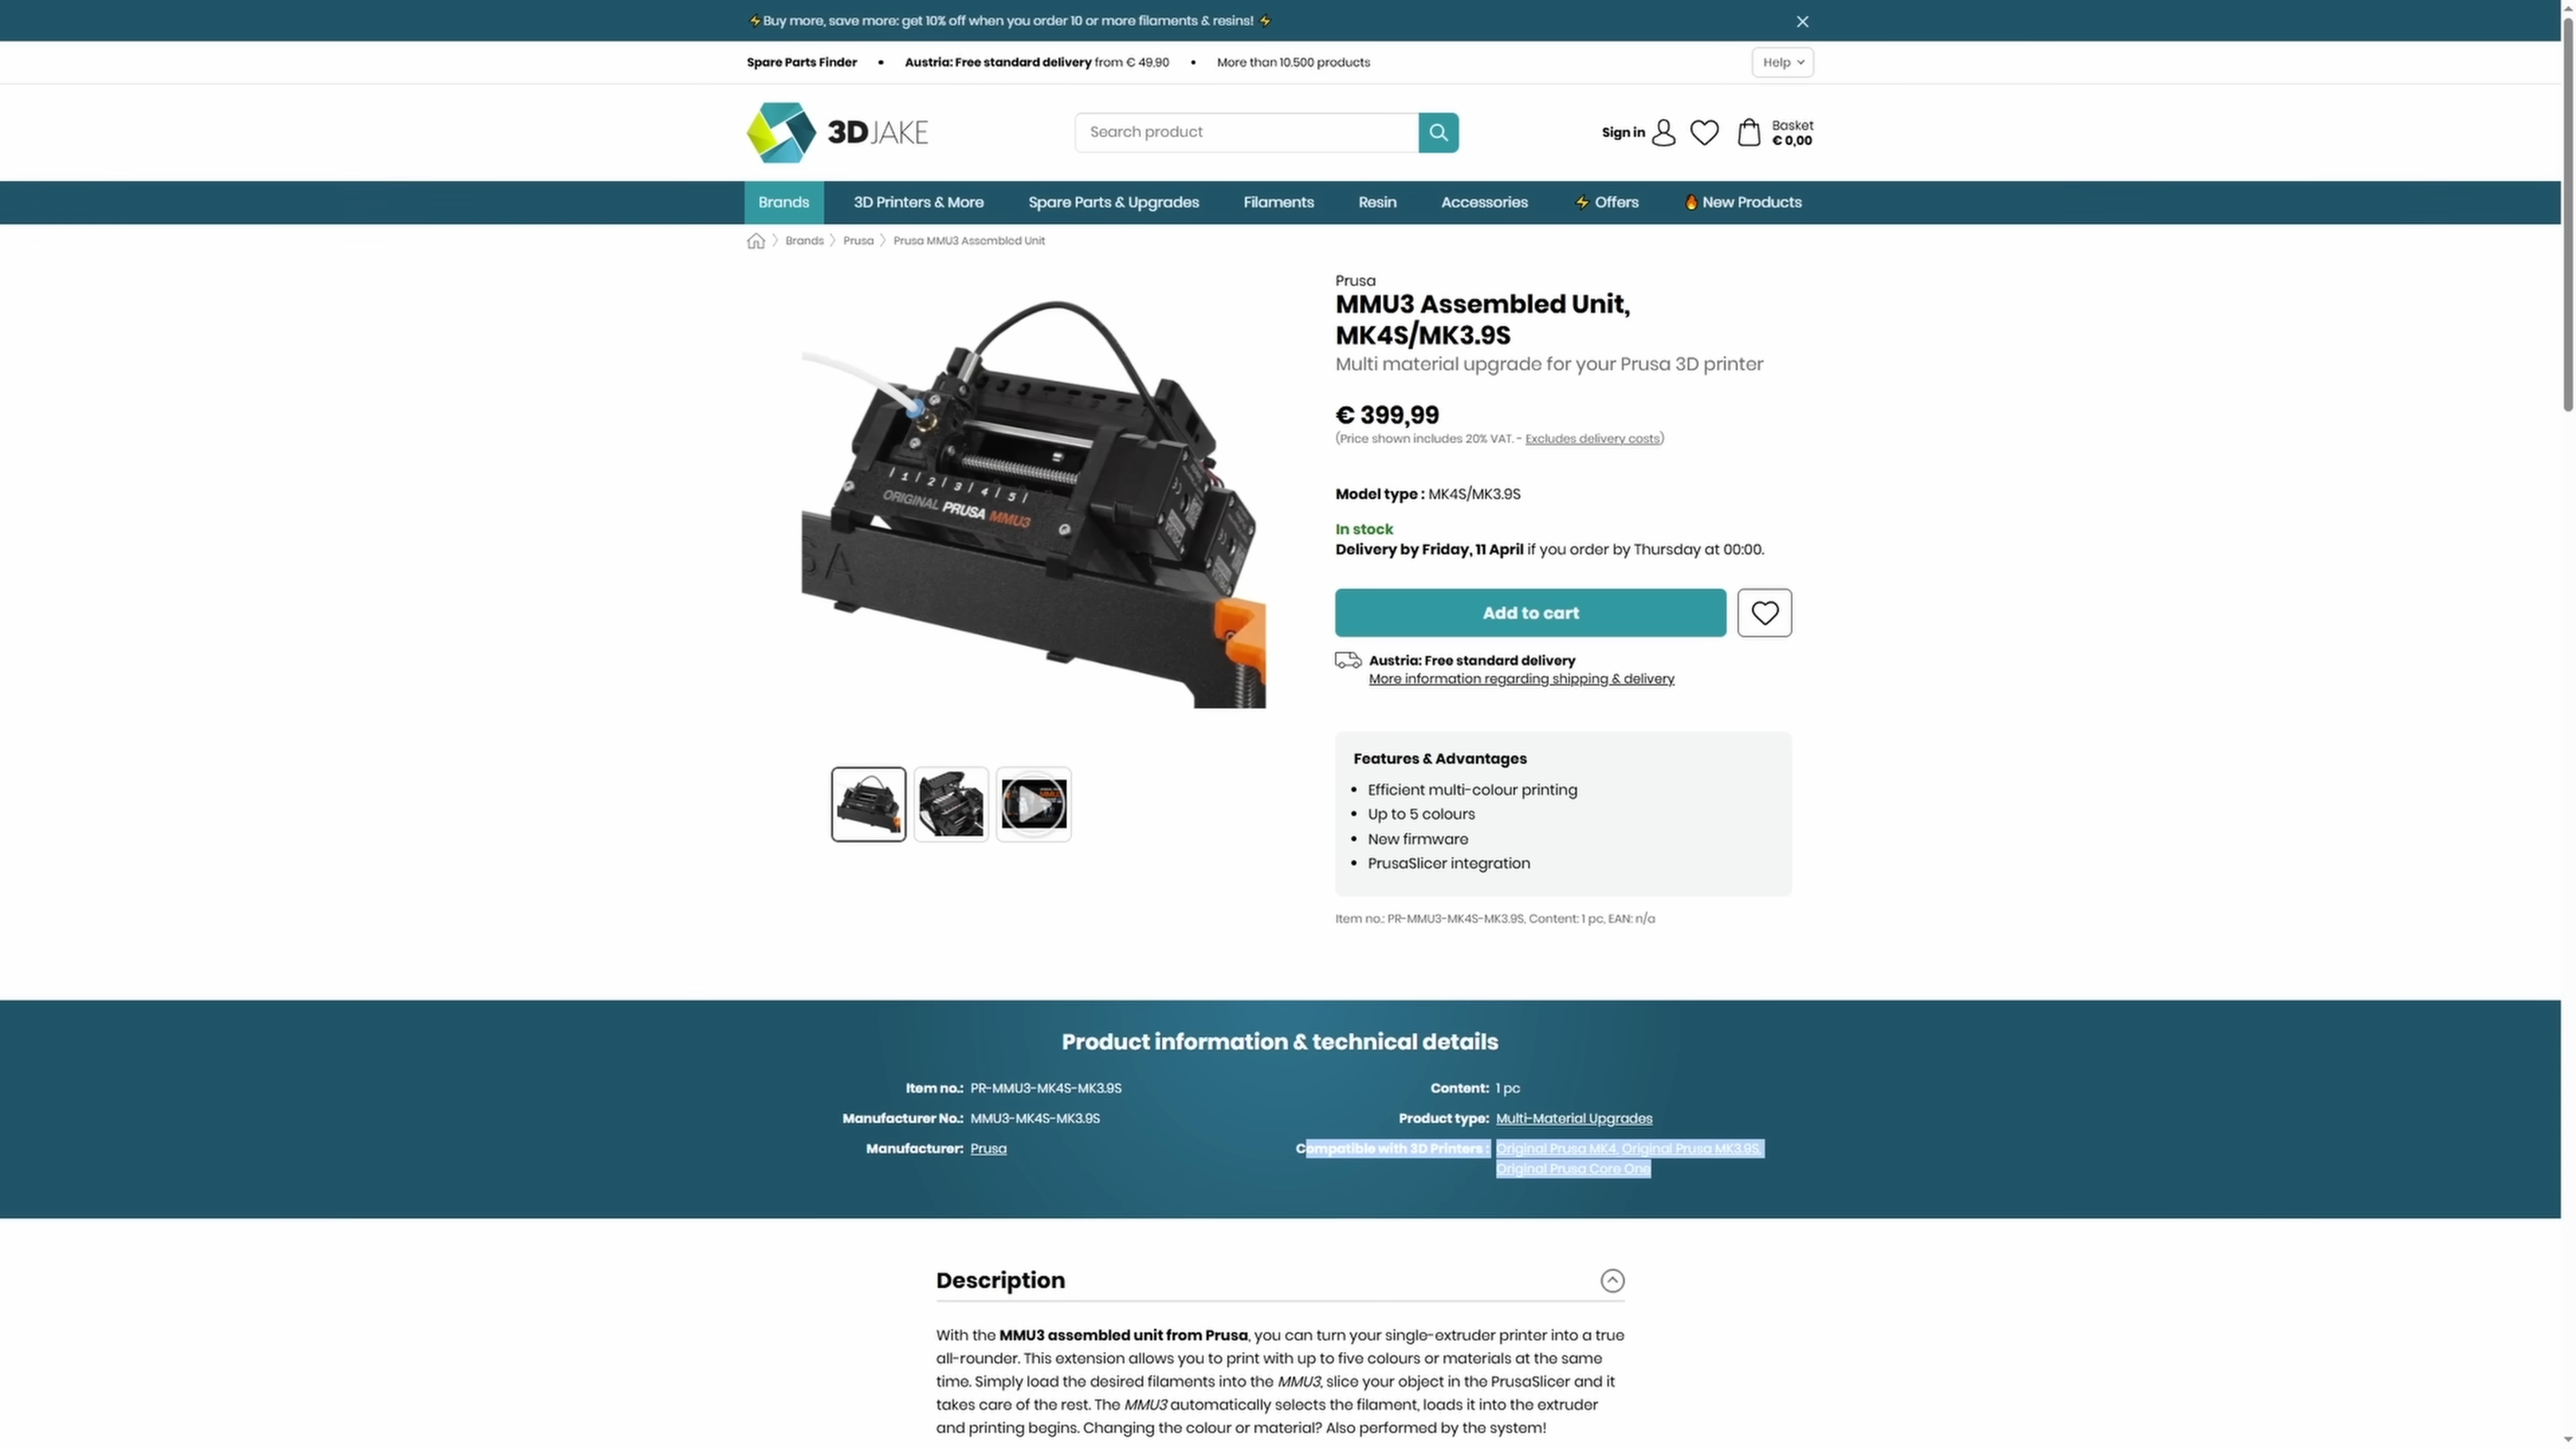 ⚡Buy more, save more: get 10% off when you order 10 or more filaments & resins! ⚡
Spare Parts Finder • Austria: Free standard delivery from € 49,90 • More than 10.500 products
Help
3DJAKE
Search product
Sign in
Basket
€ 0,00
Brands 3D Printers & More Spare Parts & Upgrades Filaments Resin Accessories ⚡ Offers 🔥 New Products
Brands Prusa Prusa MMU3 Assembled Unit
Prusa
MMU3 Assembled Unit,
MK4S/MK3.9S
Multi material upgrade for your Prusa 3D printer
€ 399,99
(Price shown includes 20% VAT. - Excludes delivery costs)
Model type : MK4S/MK3.9S
In stock
Delivery by Friday, 11 April if you order by Thursday at 00:00.
Add to cart
Austria: Free standard delivery
More information regarding shipping & delivery
| 1 | 2 | 3 | 4 | 5 |
ORIGINAL PRUSA MMU3
SA
Features & Advantages
• Efficient multi-colour printing
• Up to 5 colours
• New firmware
• PrusaSlicer integration
Item no.: PR-MMU3-MK4S-MK3.9S, Content: 1 pc, EAN: n/a
Product information & technical details
Item no.: PR-MMU3-MK4S-MK3.9S
Manufacturer No.: MMU3-MK4S-MK3.9S
Manufacturer: Prusa
Content: 1 pc
Product type: Multi-Material Upgrades
Compatible with 3D Printers : Original Prusa MK4, Original Prusa MK3.9S,
Original Prusa Core One
Description
With the MMU3 assembled unit from Prusa, you can turn your single-extruder printer into a true
all-rounder. This extension allows you to print with up to five colours or materials at the same
time. Simply load the desired filaments into the MMU3, slice your object in the PrusaSlicer and it
takes care of the rest. The MMU3 automatically selects the filament, loads it into the extruder
and printing begins. Changing the colour or material? Also performed by the system!